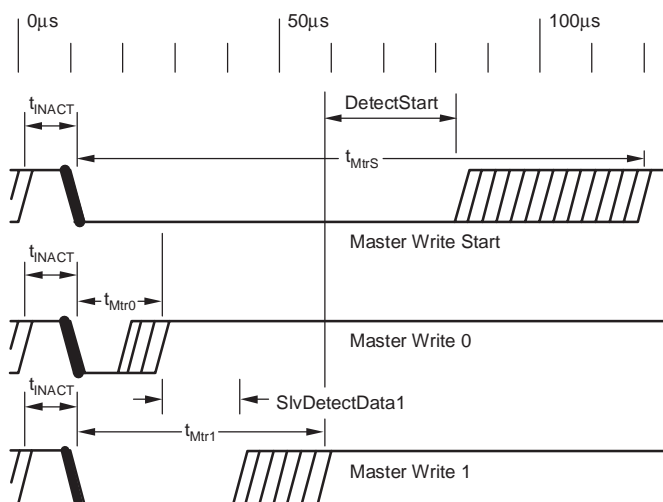 0µs 50µs 100µs
DetectStart
tINACT
tMtrS
Master Write Start
tINACT
tMtr0
Master Write 0
tINACT
SlvDetectData1
tMtr1
Master Write 1